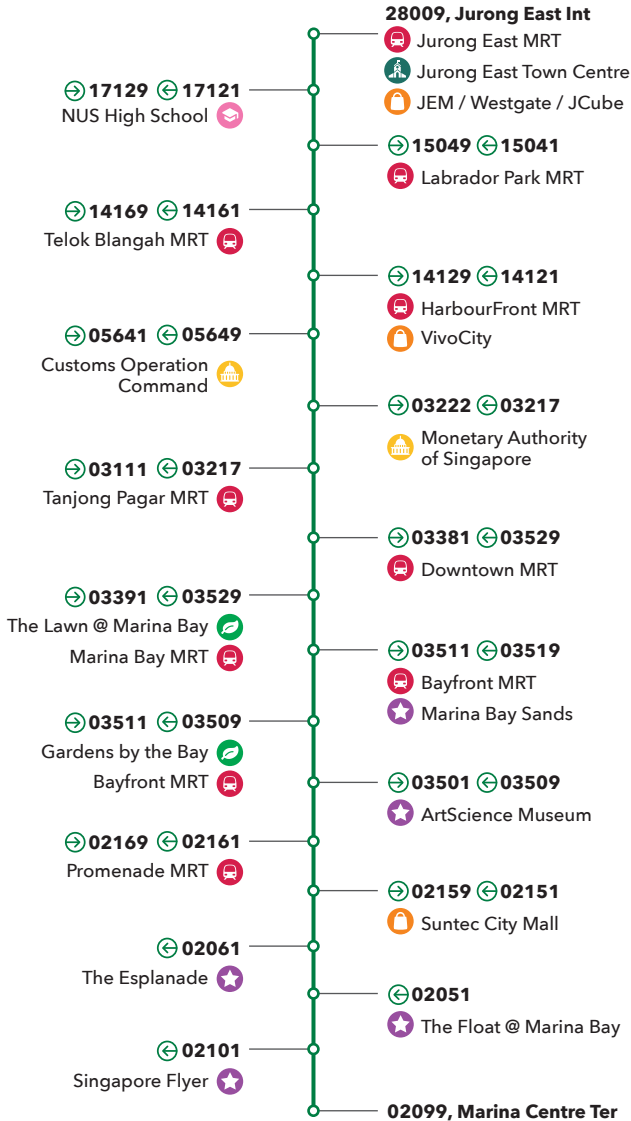 28009, Jurong East Int
Jurong East MRT
Jurong East Town Centre
JEM / Westgate / JCube
17129 17121
NUS High School
15049 15041
Labrador Park MRT
14169 14161
Telok Blangah MRT
14129 14121
HarbourFront MRT
VivoCity
05641 05649
Customs Operation
Command
03222 03217
Monetary Authority
of Singapore
03111 03217
Tanjong Pagar MRT
03381 03529
Downtown MRT
03391 03529
The Lawn @ Marina Bay
Marina Bay MRT
03511 03519
Bayfront MRT
Marina Bay Sands
03511 03509
Gardens by the Bay
Bayfront MRT
03501 03509
ArtScience Museum
02169 02161
Promenade MRT
02159 02151
Suntec City Mall
02061
The Esplanade
02051
The Float @ Marina Bay
02101
Singapore Flyer
02099, Marina Centre Ter